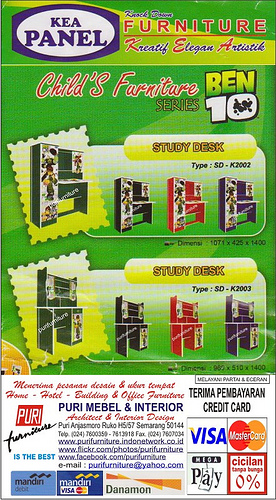 KEA
PANEL
Knock Down
FURNITURE
Kreatif Elegan Artistik
Child'S Furniture
SERIES
BEN
10
STUDY DESK
Type : SD - K2002
purifurniture
Dimensi : 1071 x 425 x 1400
STUDY DESK
Type : SD - K2003
purifurniture
Dimensi : 965 x 510 x 1400
Menerima pesanan desain & ukur tempat
Home - Hotel - Building & Office Furniture
MELAYANI PARTAI & ECERAN
TERIMA PEMBAYARAN
CREDIT CARD
PURI
furniture
IS THE BEST
PURI MEBEL & INTERIOR
Architect & Interior Design
Puri Anjasmoro Ruko H5/57 Semarang 50144
Telp. (024) 7600359 - 7613918 Fax. (024) 7607034
www.purifurniture.indonetwork.co.id
www.flickr.com/photos/purifurniture
www.facebook.com/purifurniture
e-mail : purifurniture@yahoo.com
VISA
MasterCard
MEGA
Pay
cicilan
tanpa bunga
0%
mandiri
debit
mandiri
VISA
Danamon